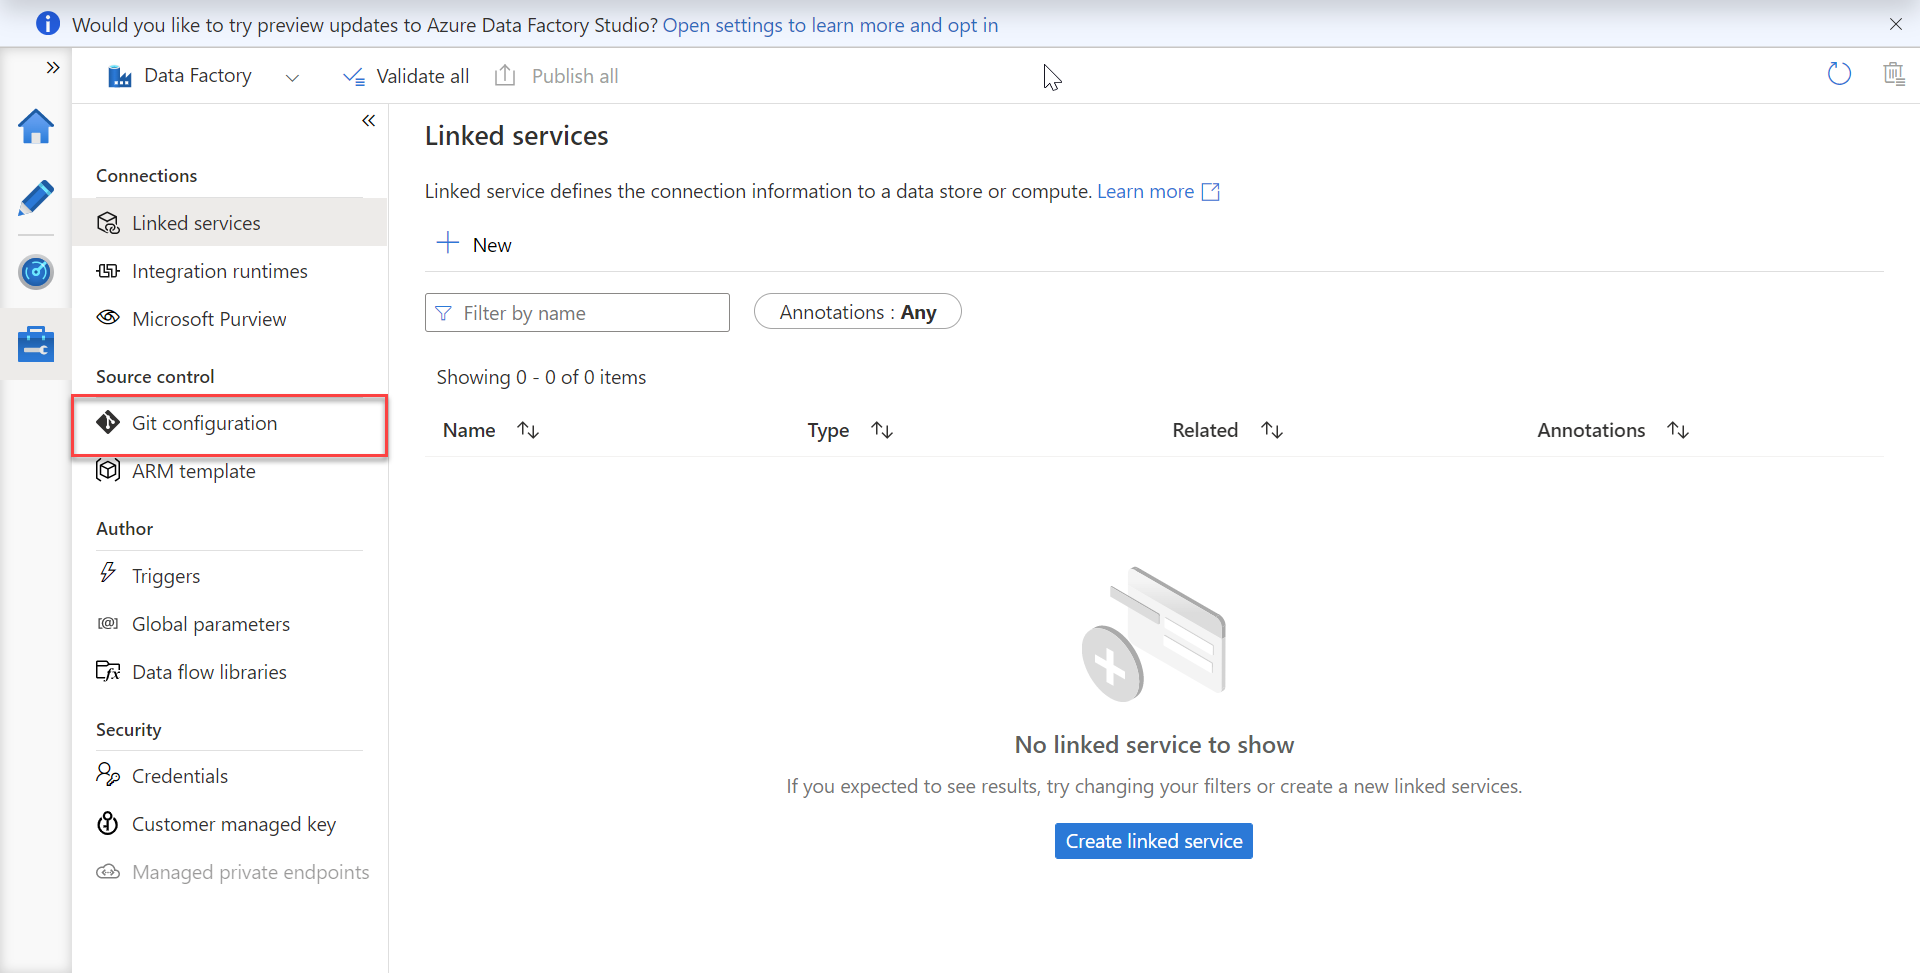 Would you like to try preview updates to Azure Data Factory Studio? Open settings to learn more and opt in
Data Factory
Validate all
Publish all
Connections
Linked services
Integration runtimes
Microsoft Purview
Source control
Git configuration
ARM template
Author
Triggers
Global parameters
Data flow libraries
Security
Credentials
Customer managed key
Managed private endpoints
Linked services
Linked service defines the connection information to a data store or compute. Learn more
New
Filter by name
Annotations : Any
Showing 0 - 0 of 0 items
Name Type Related Annotations
No linked service to show
If you expected to see results, try changing your filters or create a new linked services.
Create linked service